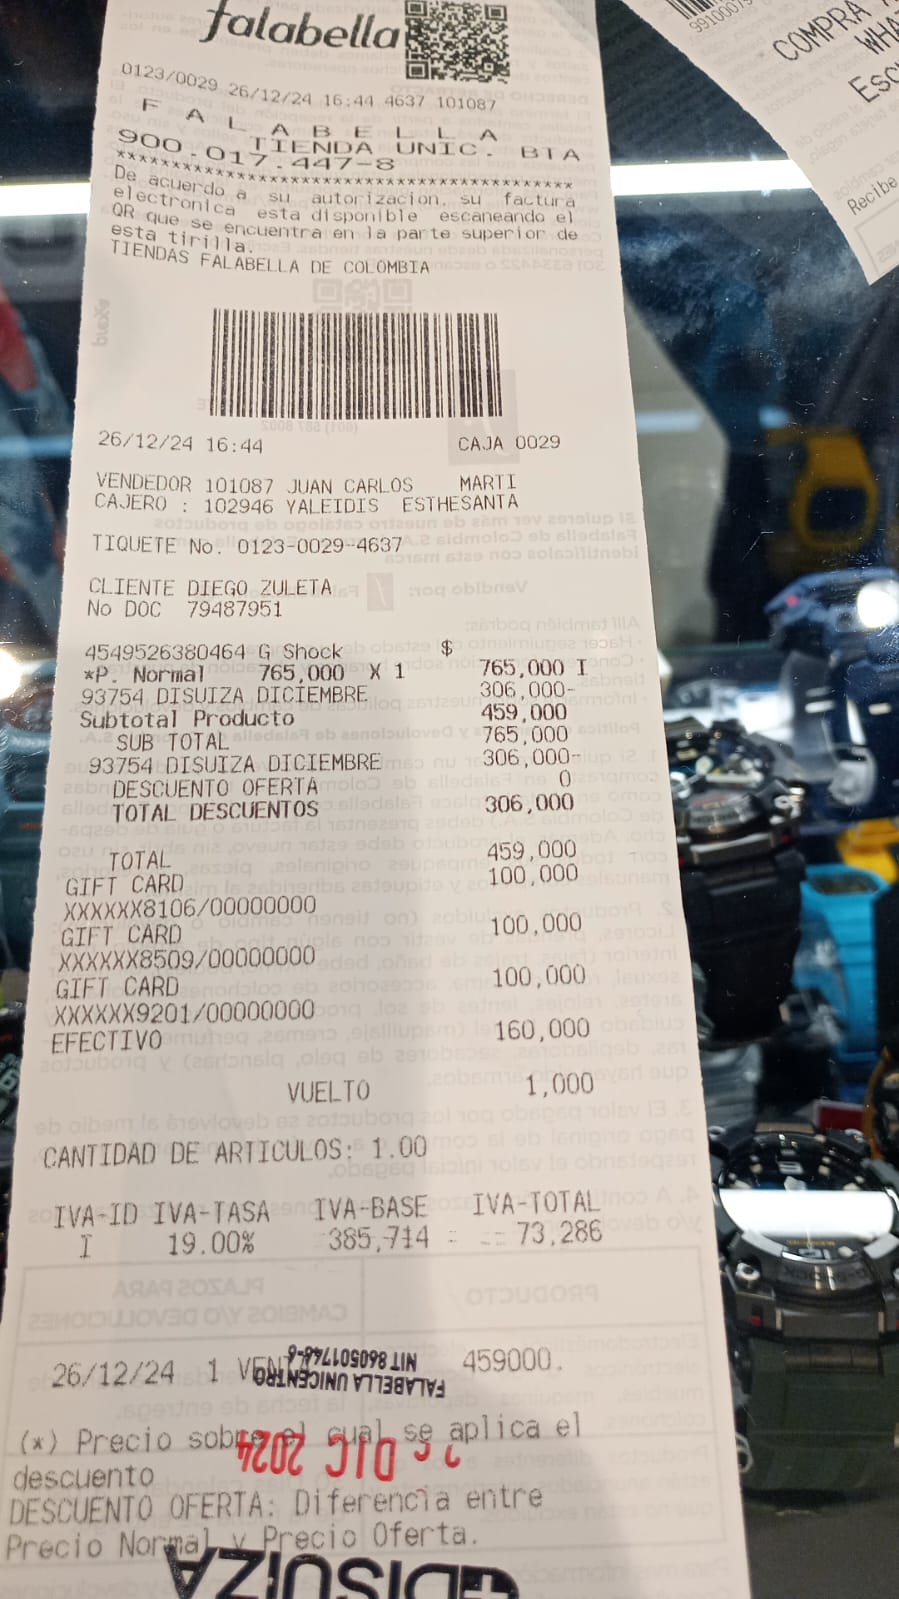 falabella
0123/0029 26/12/24 16:44 4637 101087
F A L A B E L L A
TIENDA UNIC. BTA
900.017.447-8
******************************************
De acuerdo a su autorizacion, su factura
electronica esta disponible escaneando el
QR que se encuentra en la parte superior de
esta tirilla.
TIENDAS FALABELLA DE COLOMBIA
26/12/24 16:44 CAJA 0029
VENDEDOR 101087 JUAN CARLOS MARTI
CAJERO : 102946 YALEIDIS ESTHESANTA
TIQUETE No. 0123-0029-4637
CLIENTE DIEGO ZULETA
No DOC 79487951
4549526380464 G Shock $
*P. Normal 765,000 X 1 765,000 I
93754 DISUIZA DICIEMBRE 306,000-
Subtotal Producto 459,000
SUB TOTAL 765,000
93754 DISUIZA DICIEMBRE 306,000-
DESCUENTO OFERTA 0
TOTAL DESCUENTOS 306,000
TOTAL 459,000
GIFT CARD 100,000
XXXXXX8106/00000000
GIFT CARD 100,000
XXXXXX8509/00000000
GIFT CARD 100,000
XXXXXX9201/00000000
EFECTIVO 160,000
VUELTO 1,000
CANTIDAD DE ARTICULOS: 1.00
IVA-ID IVA-TASA IVA-BASE IVA-TOTAL
I 19.00% 385,714 73,286
26/12/24 1 VENTA 459000.
FALABELLA UNICENTRO
NIT 860501746-6
(*) Precio sobre el cual se aplica el
descuento
DIC 2024
DESCUENTO OFERTA: Diferencia entre
Precio Normal y Precio Oferta.
DISUIZA
COMPRA
Recibe